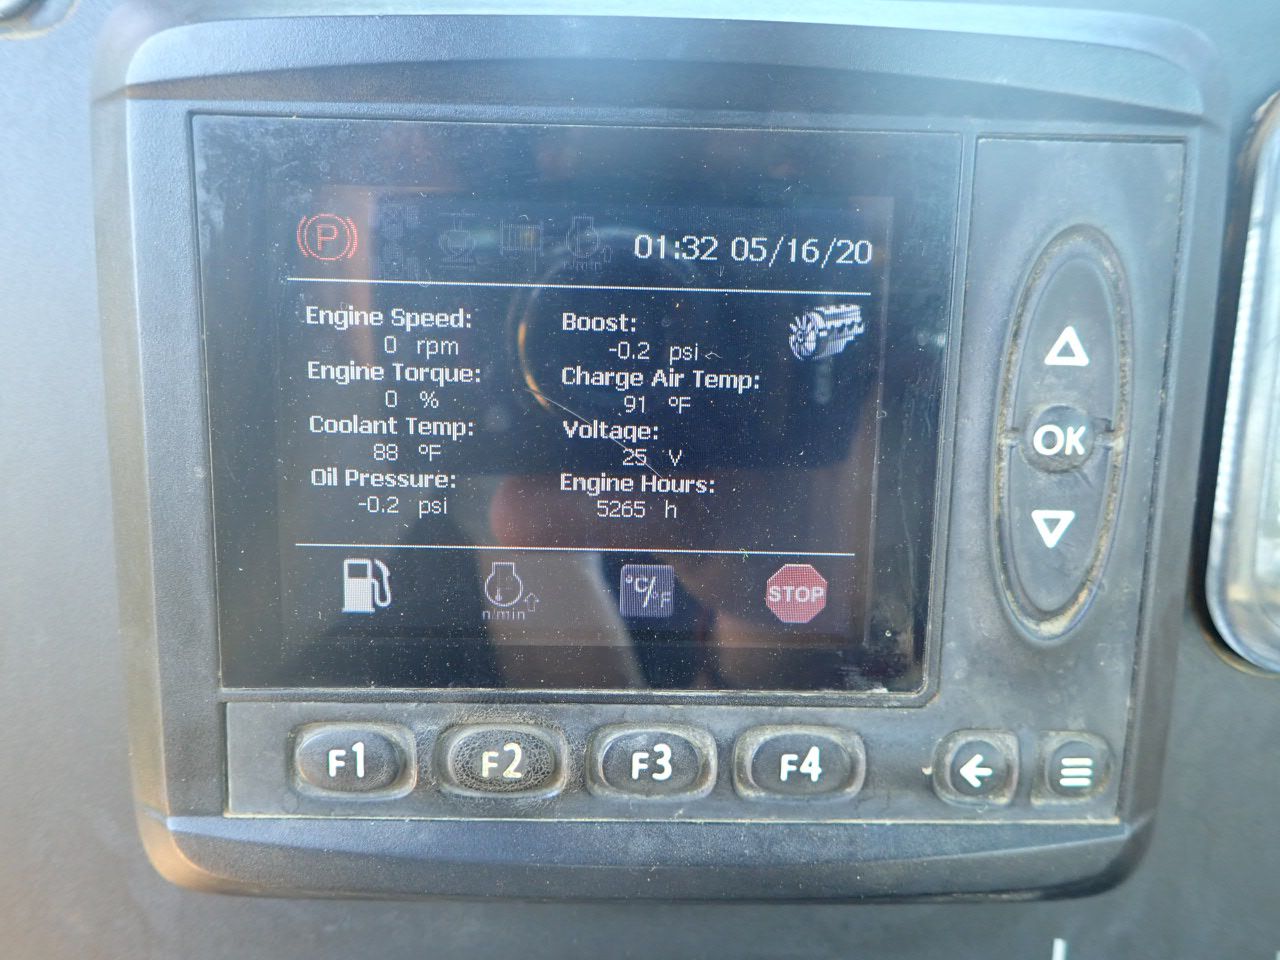 P
01:32 05/16/20
Engine Speed:
0 rpm
Engine Torque:
0 %
Coolant Temp:
88 °F
Oil Pressure:
-0.2 psi
Boost:
-0.2 psi
Charge Air Temp:
91 °F
Voltage:
25 V
Engine Hours:
5265 h
n/min
°C/°F
STOP
OK
F1
F2
F3
F4